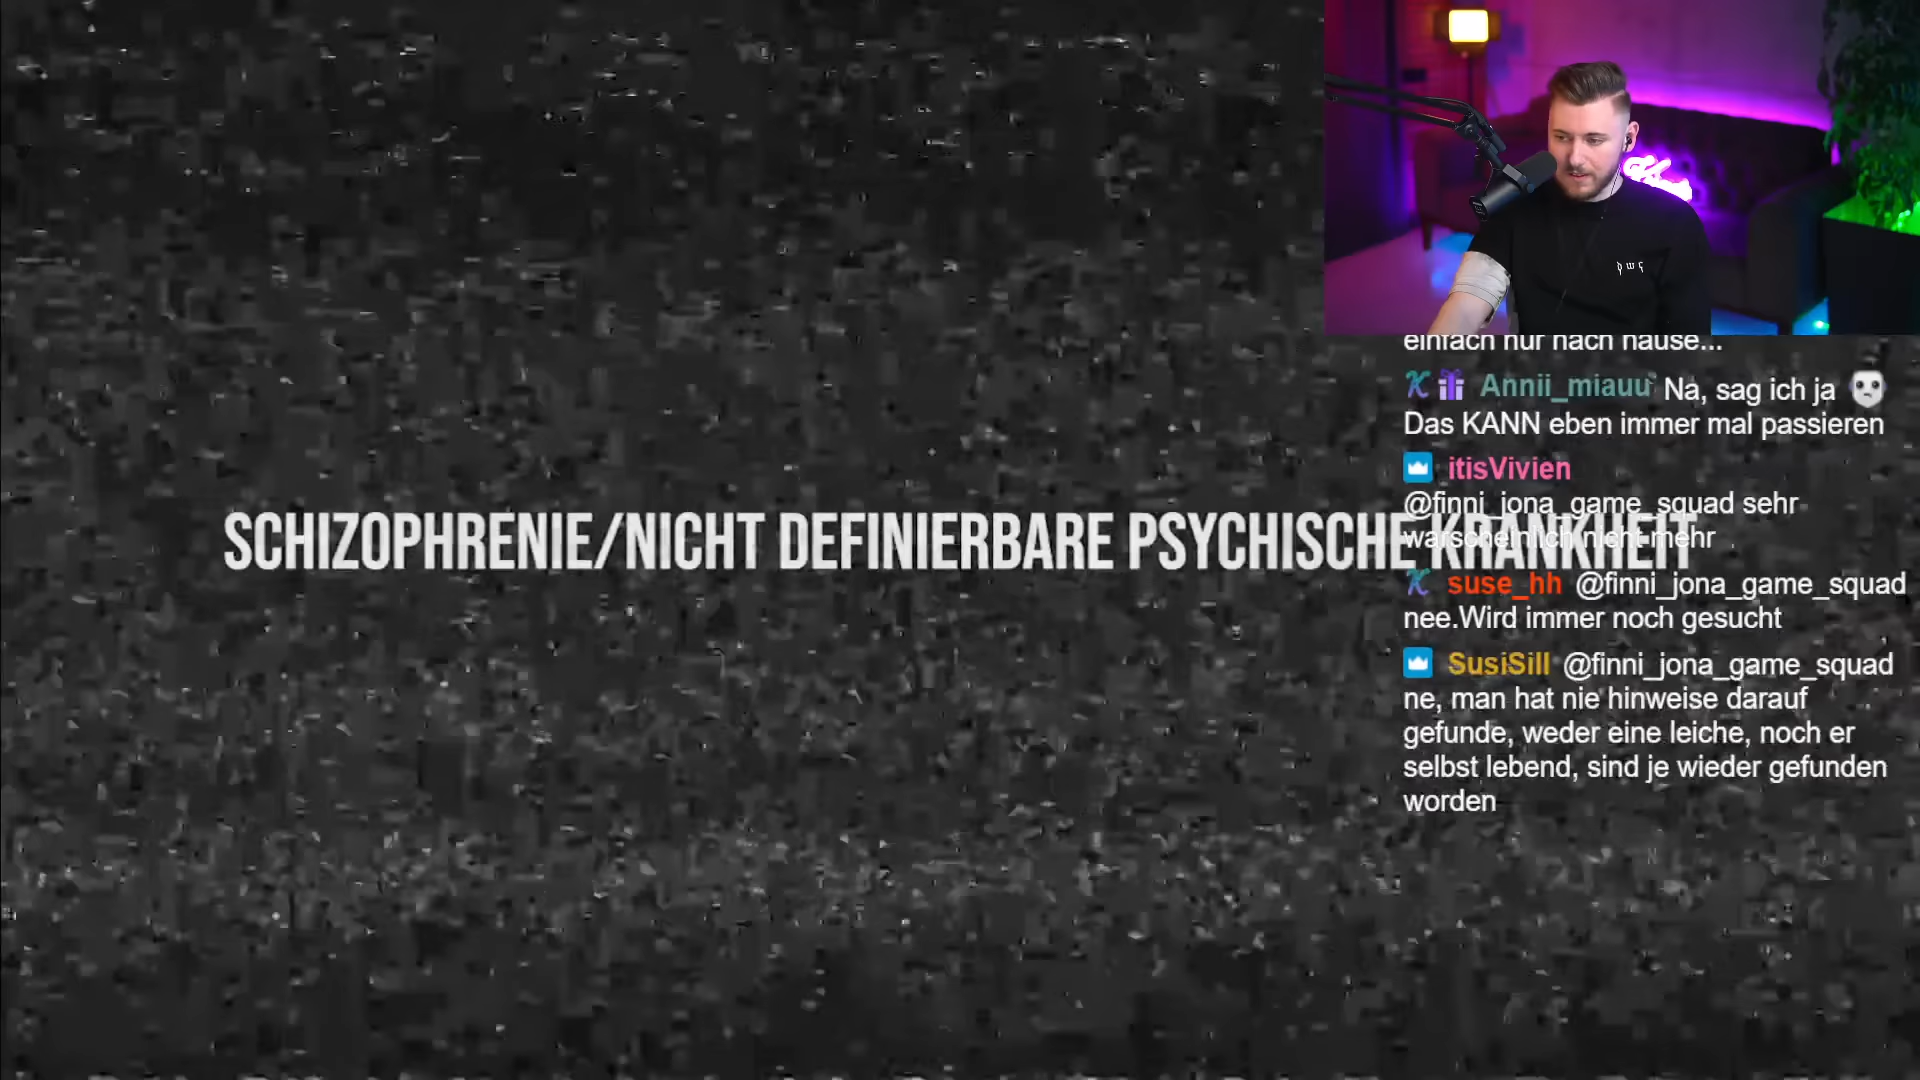 SCHIZOPHRENIE/NICHT DEFINIERBARE PSYCHISCHE KRANKHEIT
einfach nur nach hause...
Annii_miauu Na, sag ich ja
Das KANN eben immer mal passieren
itisVivien
@finni_jona_game_squad sehr
warscheinlich nicht mehr
suse_hh @finni_jona_game_squad
nee.Wird immer noch gesucht
SusiSill @finni_jona_game_squad
ne, man hat nie hinweise darauf
gefunde, weder eine leiche, noch er
selbst lebend, sind je wieder gefunden
worden